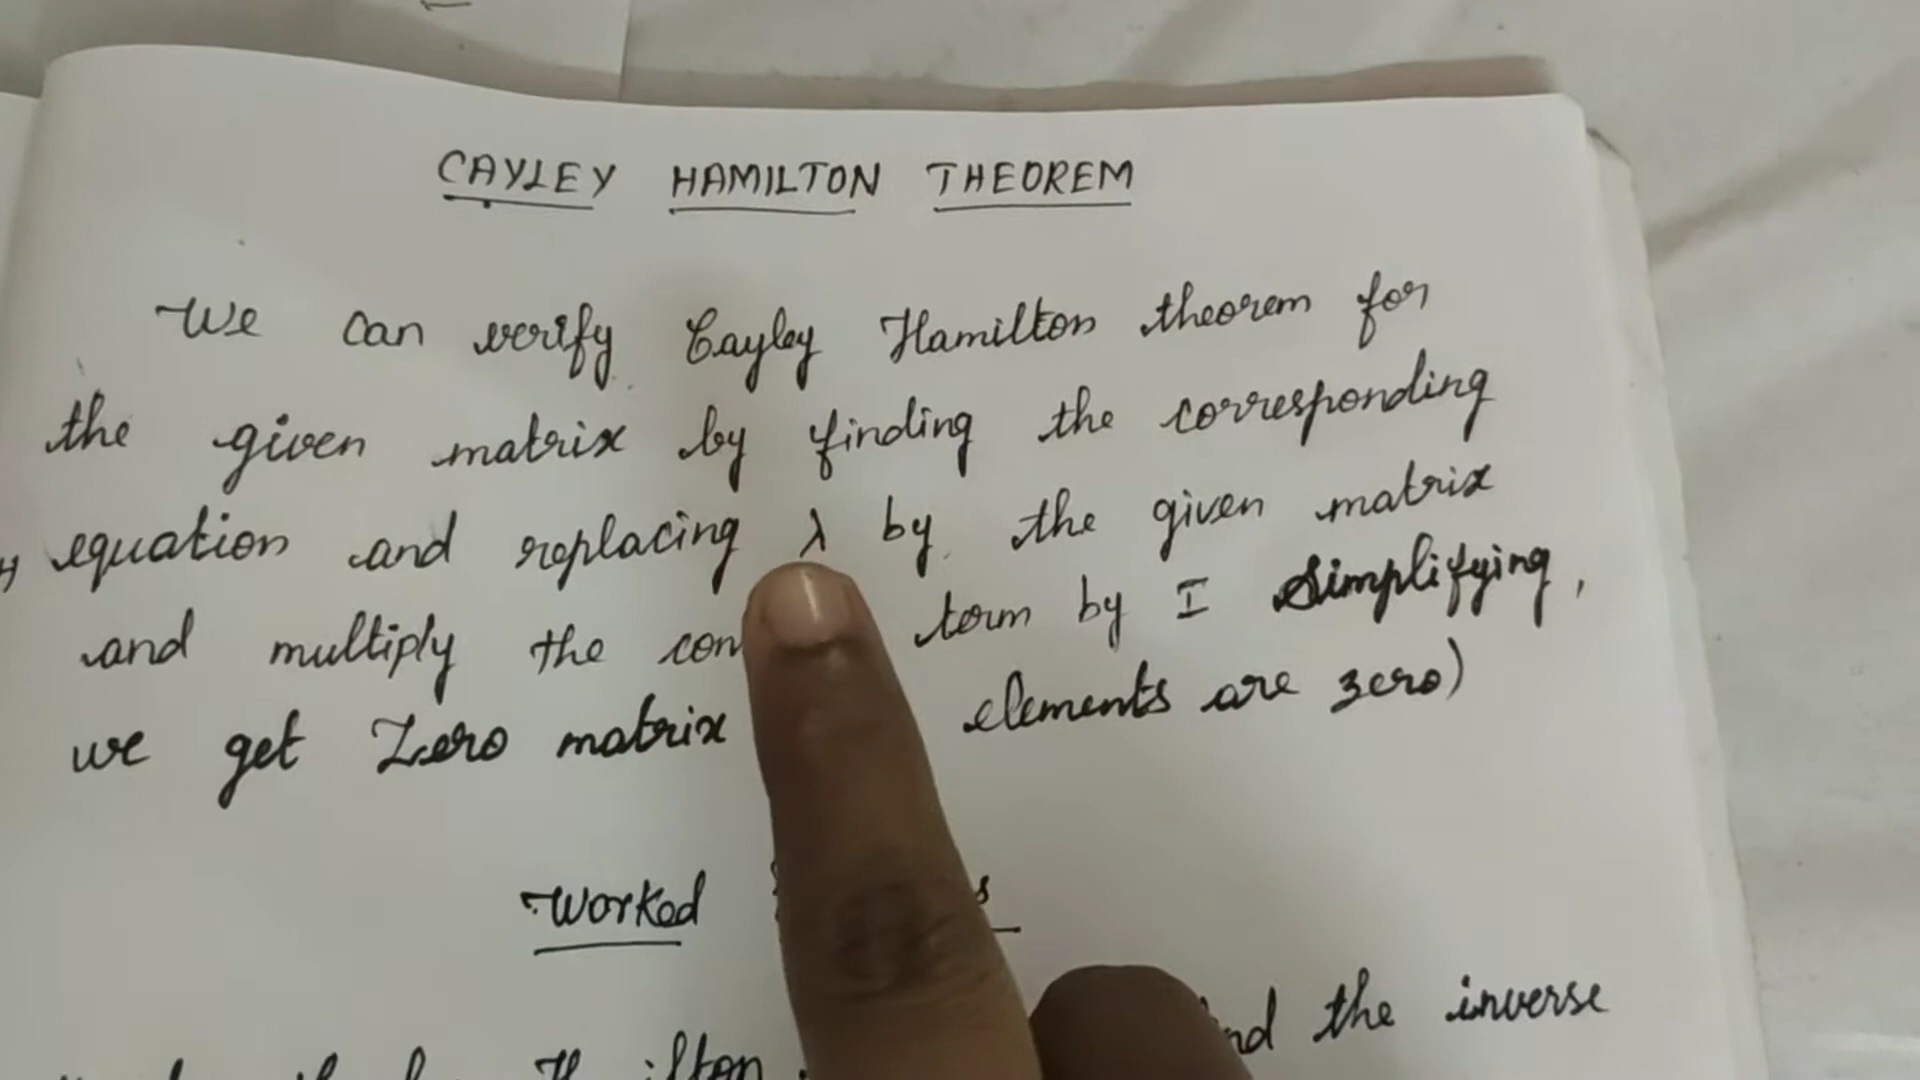 CAYLEY HAMILTON THEOREM
We can verify Cayley Hamilton theorem for
the given matrix by finding the corresponding
equation and replacing λ by the given matrix
and multiply the term by I Simplifying,
we get Zero matrix elements are zero)
Worked
the inverse